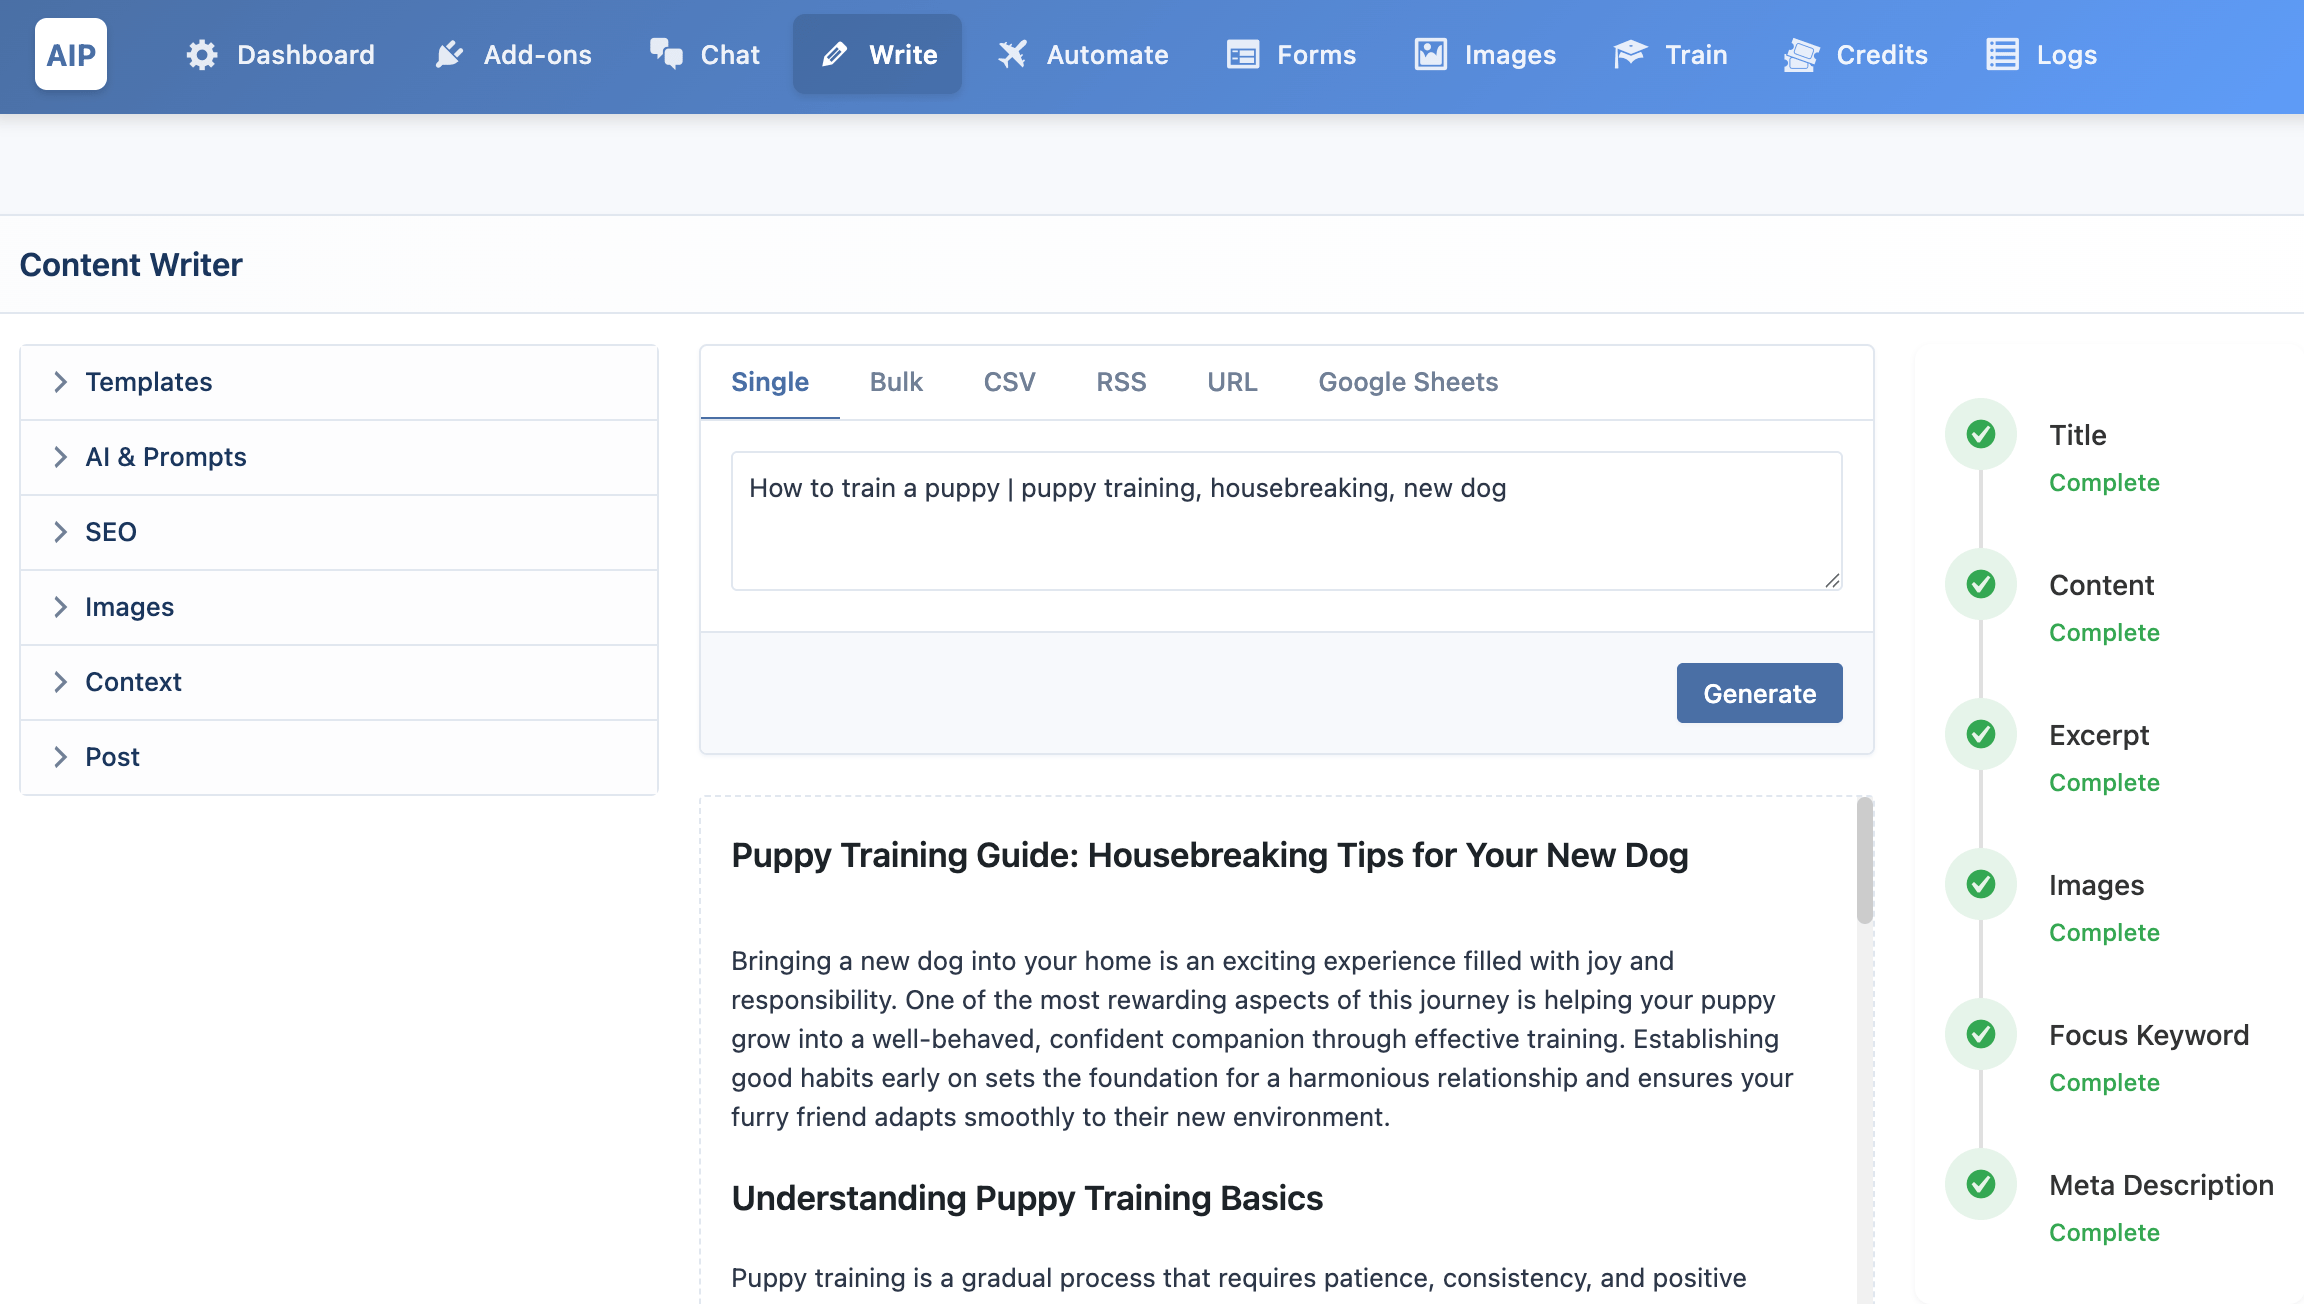 AIP
Dashboard
Add-ons
Chat
Write
Automate
Forms
Images
Train
Credits
Logs
Content Writer
Templates
AI & Prompts
SEO
Images
Context
Post
Single
Bulk
CSV
RSS
URL
Google Sheets
How to train a puppy | puppy training, housebreaking, new dog
Generate
Puppy Training Guide: Housebreaking Tips for Your New Dog
Bringing a new dog into your home is an exciting experience filled with joy and
responsibility. One of the most rewarding aspects of this journey is helping your puppy
grow into a well-behaved, confident companion through effective training. Establishing
good habits early on sets the foundation for a harmonious relationship and ensures your
furry friend adapts smoothly to their new environment.
Understanding Puppy Training Basics
Puppy training is a gradual process that requires patience, consistency, and positive
Title
Complete
Content
Complete
Excerpt
Complete
Images
Complete
Focus Keyword
Complete
Meta Description
Complete